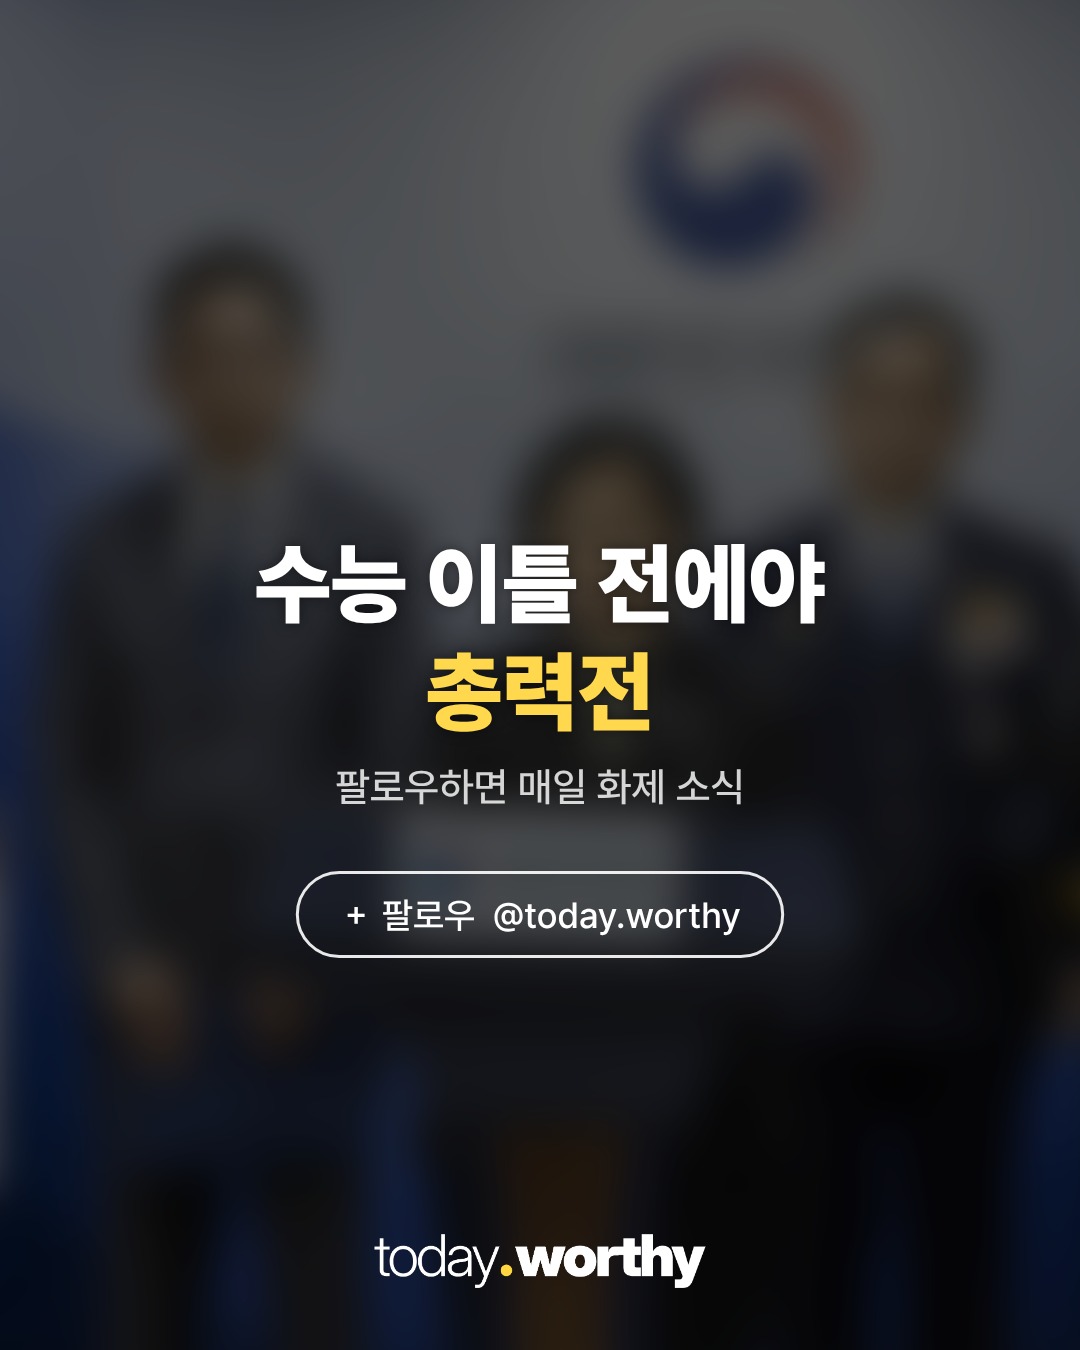 수능 이틀 전에야
총력전
팔로우하면 매일 화제 소식
+ 팔로우 @today.worthy
today.worthy